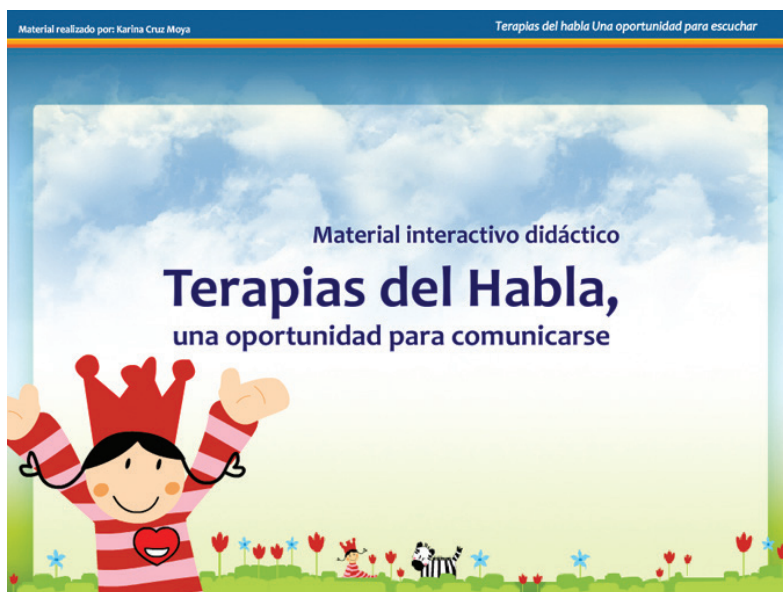 Material realizado por: Karina Cruz Moya
Terapias del habla Una oportunidad para escuchar
Material interactivo didáctico
Terapias del Habla,
una oportunidad para comunicarse